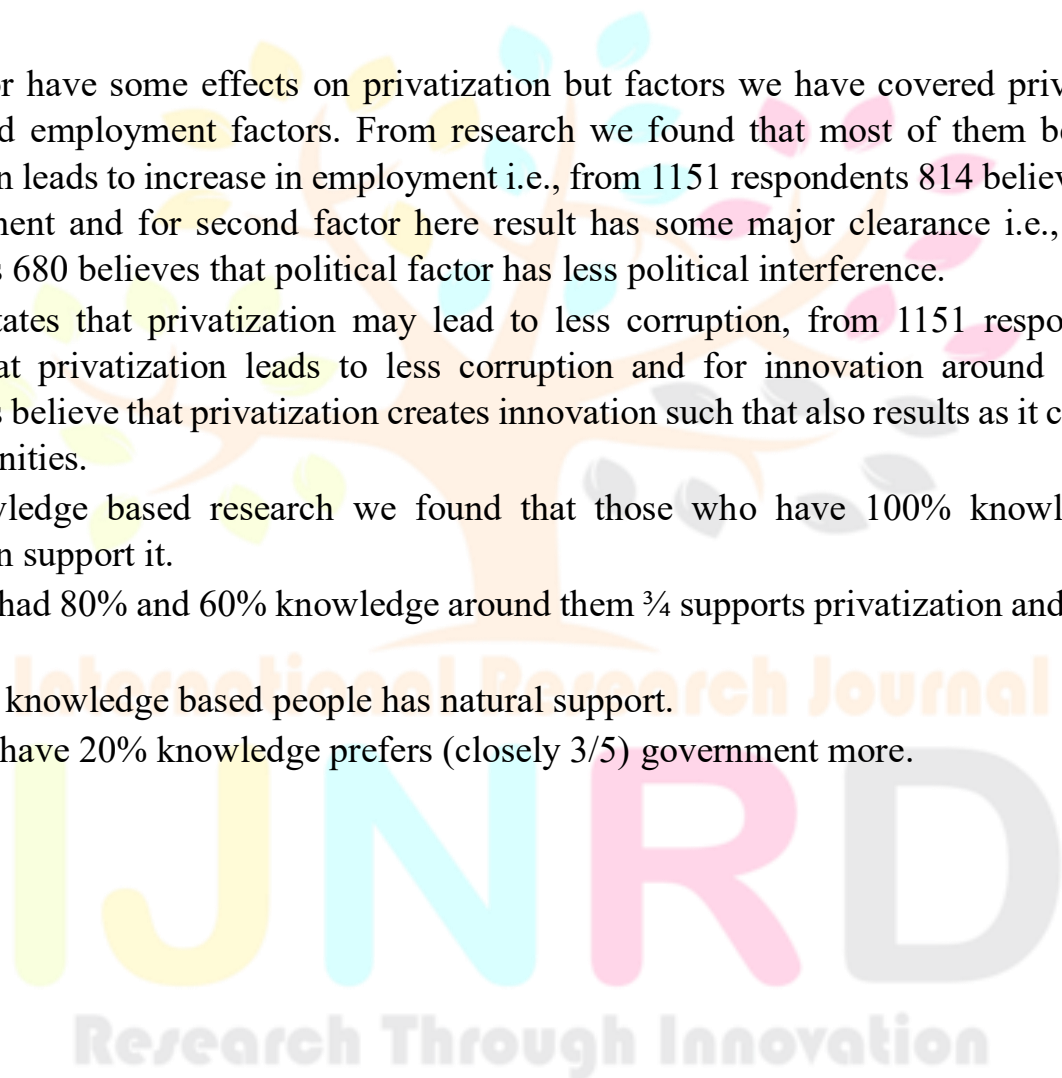 r have some effects on privatization but factors we have covered priv
d employment factors. From research we found that most of them be
n leads to increase in employment i.e., from 1151 respondents 814 believ
nent and for second factor here result has some major clearance i.e.,
s 680 believes that political factor has less political interference.
tates that privatization may lead to less corruption, from 1151 respo
at privatization leads to less corruption and for innovation around
s believe that privatization creates innovation such that also results as it c
nities.
vledge based research we found that those who have 100% knowl
n support it.
had 80% and 60% knowledge around them ¾ supports privatization and
International Research Journal
knowledge based people has natural support.
have 20% knowledge prefers (closely 3/5) government more.
IJNRD
Research Through Innovation